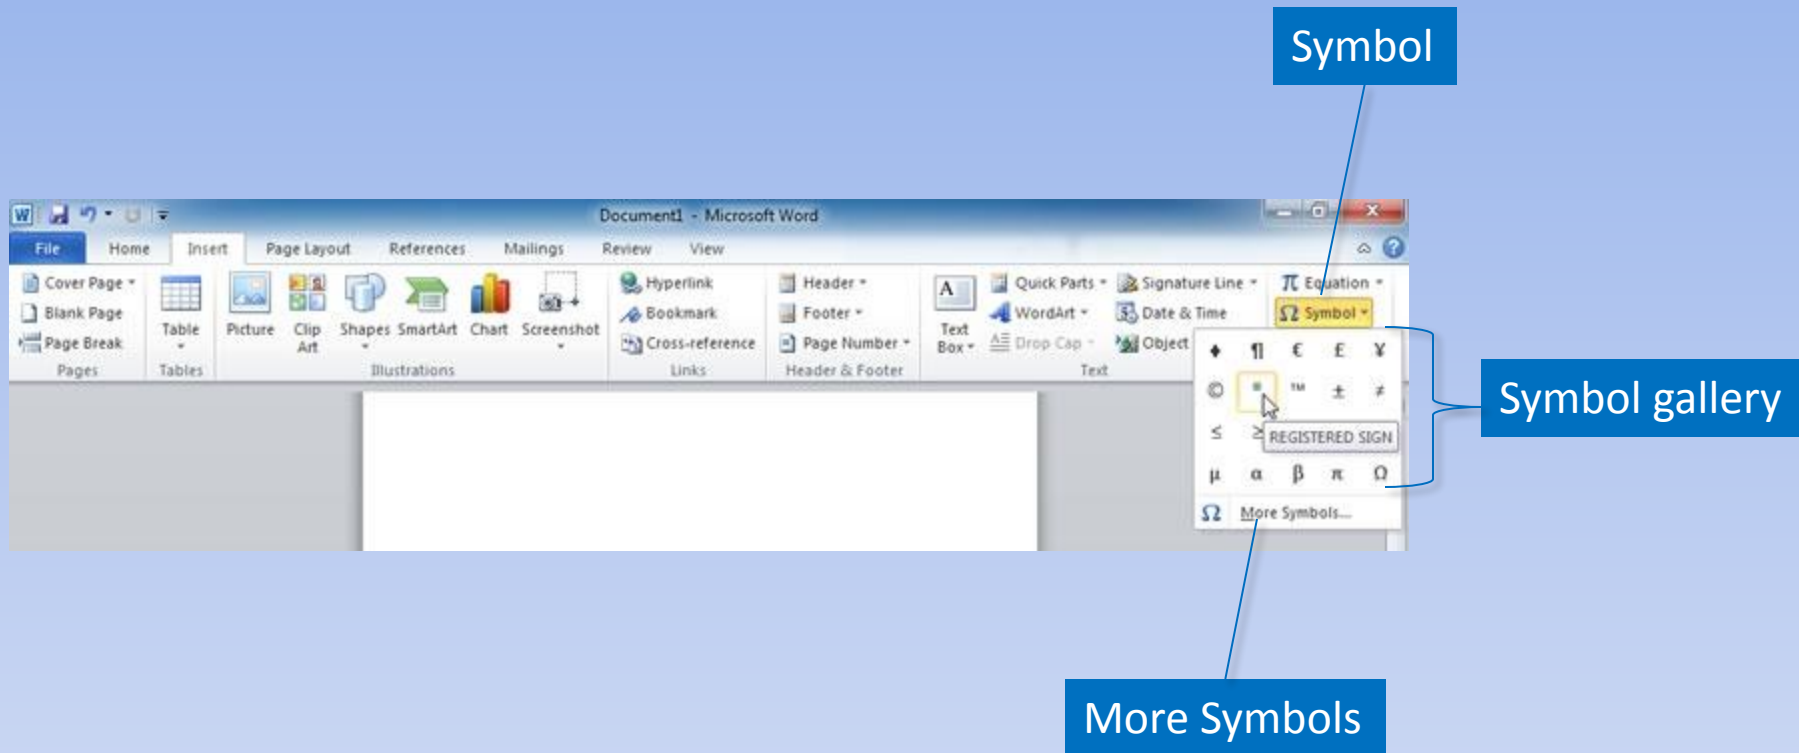 Symbol
Document1 - Microsoft Word
File Home Insert Page Layout References Mailings Review View
Cover Page Hyperlink Header Quick Parts Signature Line π Equation
Blank Page Bookmark Footer A WordArt Date & Time Ω Symbol
Page Break Table Picture Clip Art Shapes SmartArt Chart Screenshot Cross-reference Page Number Text Box Drop Cap Object
Pages Tables Illustrations Links Header & Footer Text
♦ ¶ € £ ¥
© ™ ± ≠
≤ ≥ REGISTERED SIGN
µ α β π Ω
Ω More Symbols...
Symbol gallery
More Symbols